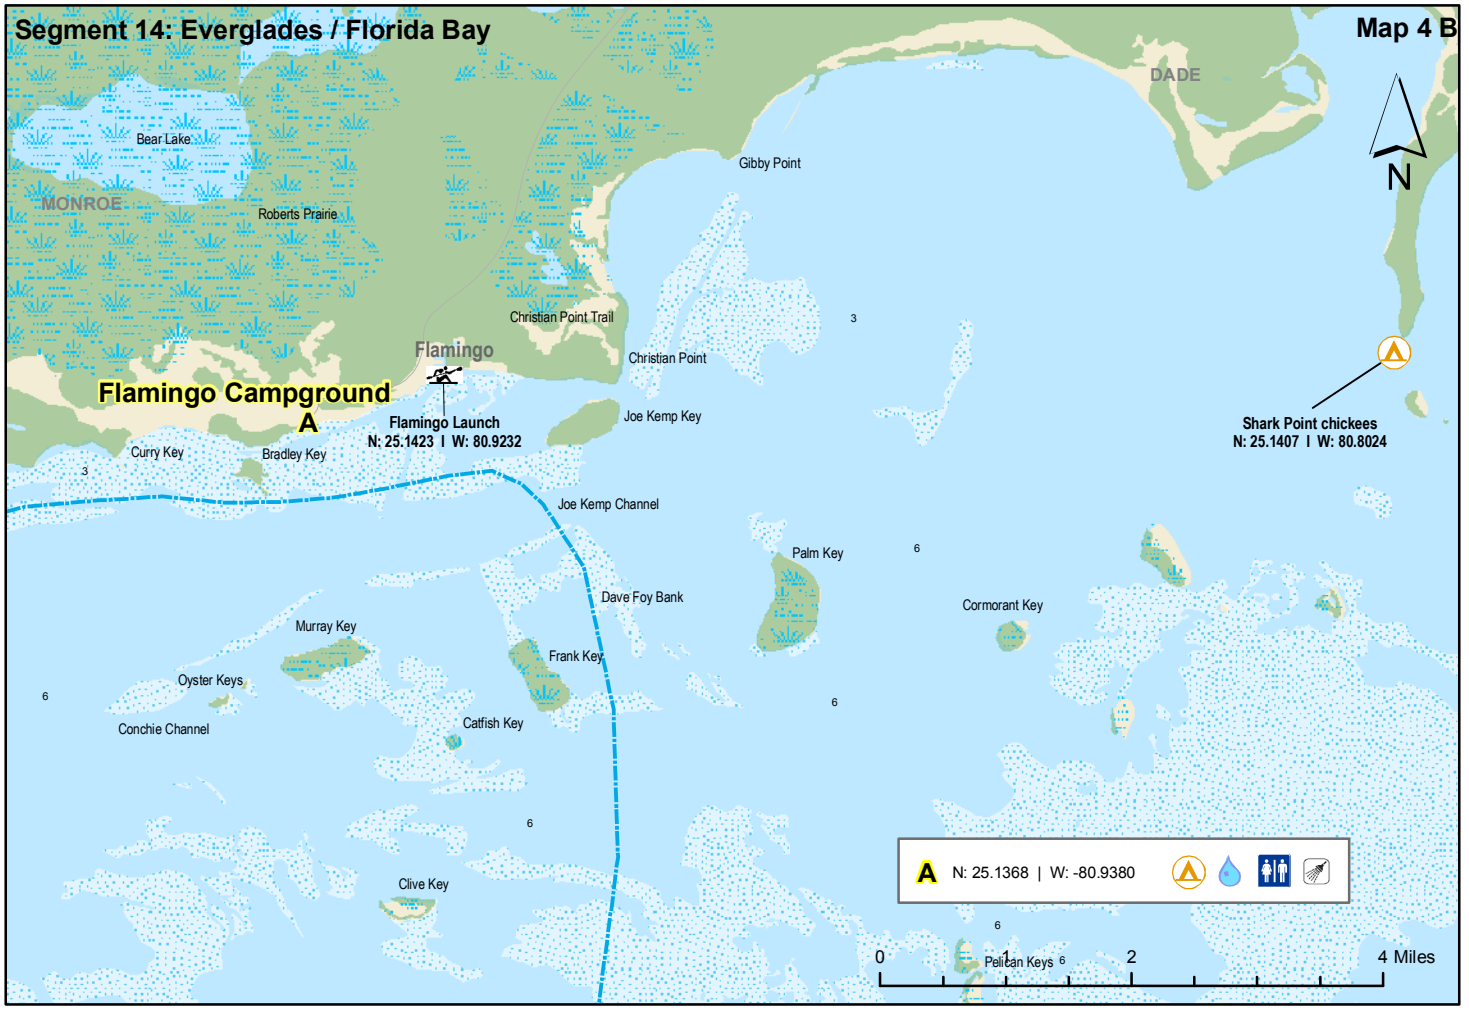 Segment 14: Everglades / Florida Bay
Map 4 B
DADE
Bear Lake
Gibby Point
N
MONROE
Roberts Prairie
Christian Point Trail
3
Flamingo
Christian Point
Flamingo Campground
A
Flamingo Launch
N: 25.1423 I W: 80.9232
Joe Kemp Key
Shark Point chickees
N: 25.1407 I W: 80.8024
Curry Key
Bradley Key
3
Joe Kemp Channel
Palm Key
6
Dave Foy Bank
Cormorant Key
Murray Key
Frank Key
Oyster Keys
6
6
Conchie Channel
Catfish Key
6
A N: 25.1368 | W: -80.9380
Clive Key
6
Pelican Keys 6
0 1 2 4 Miles